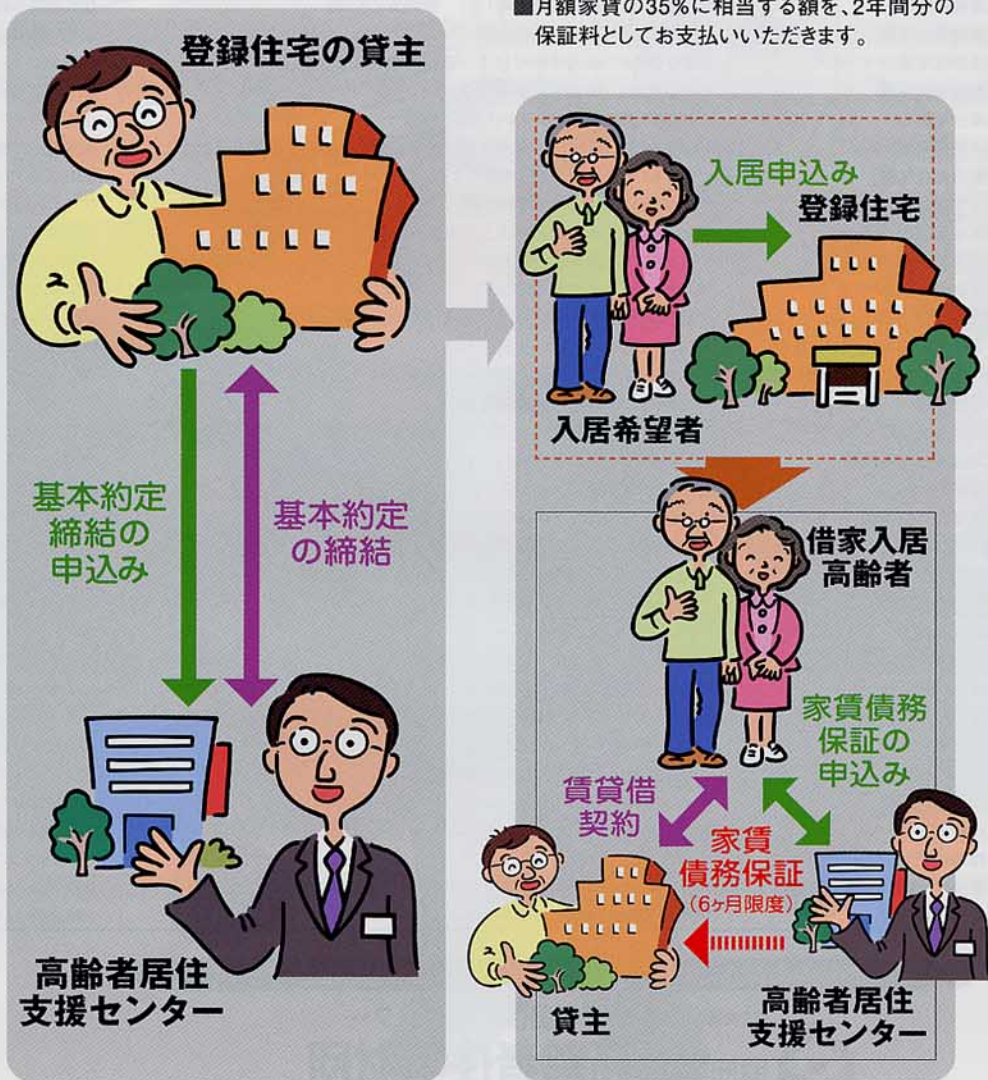 ■月額家賃の35%に相当する額を、2年間分の
保証料としてお支払いいただきます。
登録住宅の貸主
基本約定
締結の
申込み
基本約定
の締結
高齢者居住
支援センター
入居申込み
登録住宅
入居希望者
借家入居
高齢者
家賃債務
保証の
申込み
賃貸借
契約
家賃
債務保証
(6ヶ月限度)
貸主
高齢者居住
支援センター